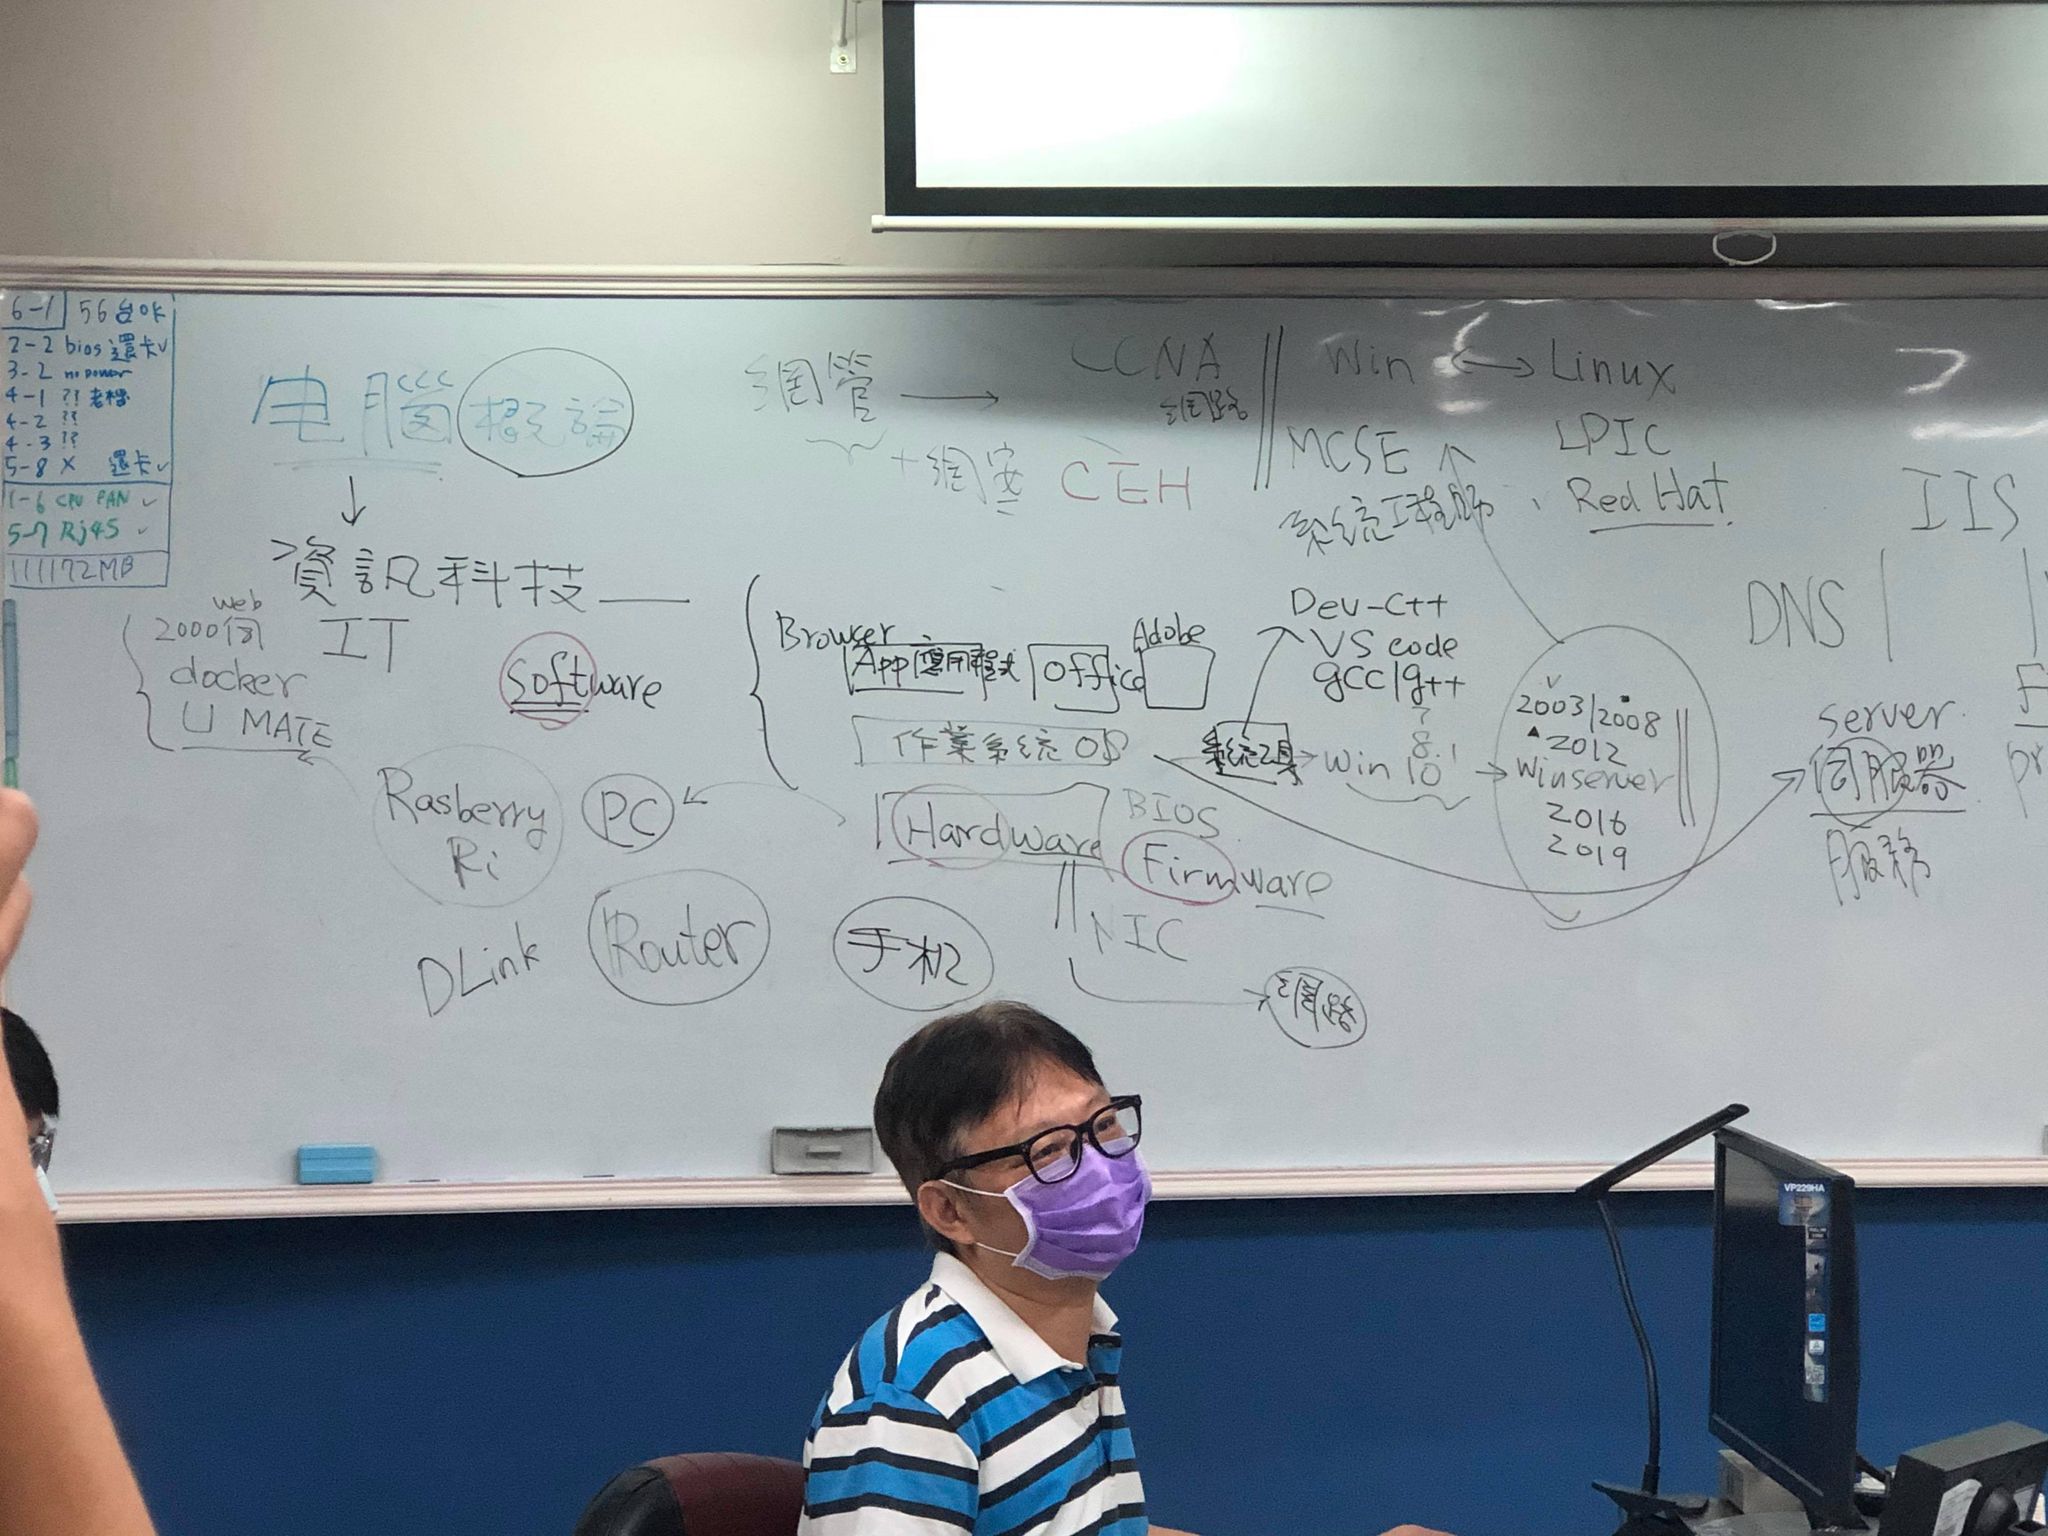 6-1 56台吹
2-2 bios 還卡✓
3-2 no power
4-1 ?? 老檔
4-2 ??
4-3 ??
5-8 X 還卡✓
1-6 CPU FAN ✓
5-7 Rj45 ✓
111172MB
电腦概論
資訊科技
IT
web
2000伺
docker
U MATE
Software
Rasberry
Ri
PC
DLink
Router
手机
網管
CCNA
網路
+網安 CEH
Win ↔ Linux
MCSE
LPIC
系統工程師
Red Hat
IIS
DNS
Browser
App 應用程式
Office
Adobe
作業系統 OS
Hardware
BIOS
Firmware
NIC
網路
Dev-C++
VS code
gcc/g++
系統工具
7
8.1
Win 10
2003/2008
2012
Winserver
2016
2019
server
伺服器
服務
VP229HA